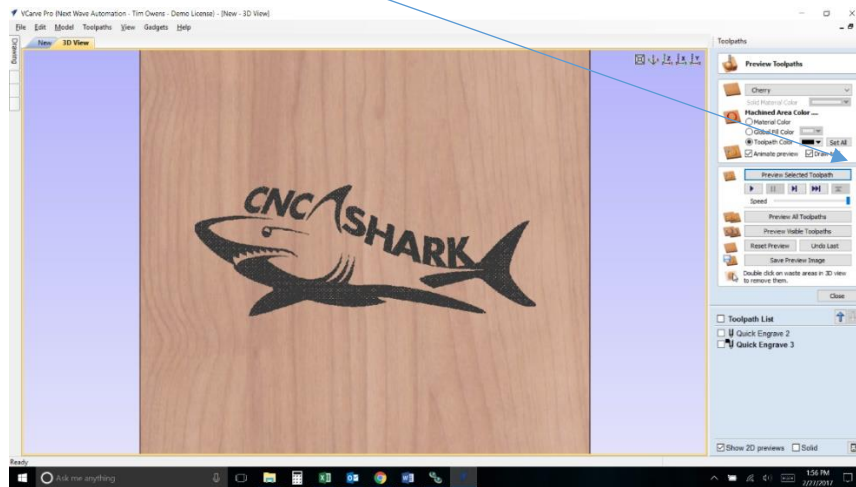 VCarve Pro (Next Wave Automation - Tim Owens - Demo License) - [New - 3D View]
File Edit Model Toolpaths View Gadgets Help
Drawing
New 3D View
Toolpaths
Preview Toolpaths
Cherry
Solid Material Color
Machined Area Color ....
Material Color
Global Fill Color
Toolpath Color Set All
Animate preview Draw
Preview Selected Toolpath
Speed
Preview All Toolpaths
Preview Visible Toolpaths
Reset Preview Undo Last
Save Preview Image
Double click on waste areas in 3D view
to remove them.
Close
CNC SHARK
Toolpath List
Quick Engrave 2
Quick Engrave 3
Show 2D previews Solid
Ready
Ask me anything
1:56 PM
2/27/2017